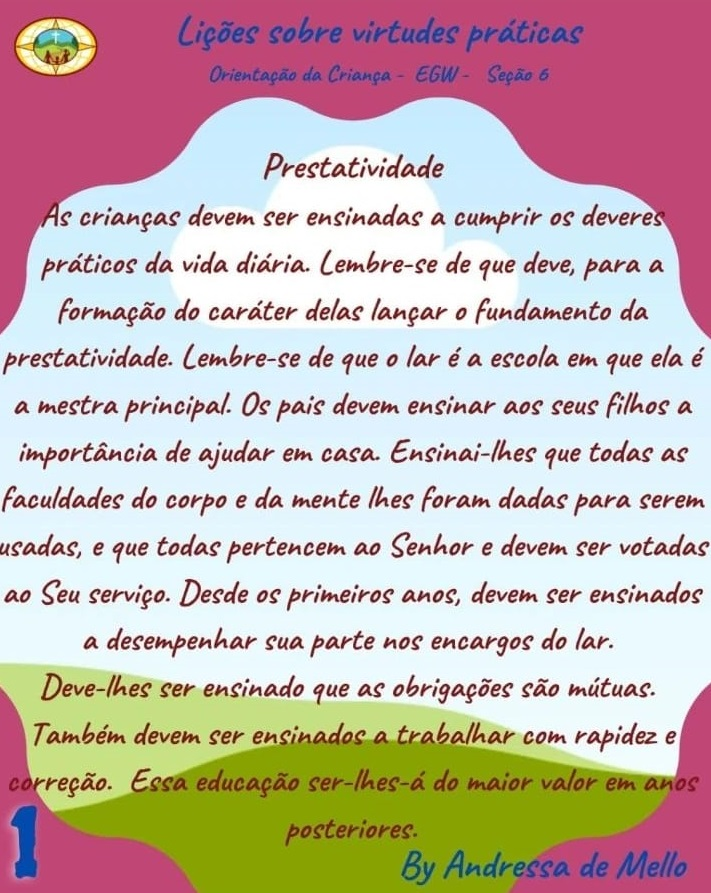 Lições sobre virtudes práticas
Orientação da Criança - EGW - Seção 6
Prestatividade
As crianças devem ser ensinadas a cumprir os deveres
práticos da vida diária. Lembre-se de que deve, para a
formação do caráter delas lançar o fundamento da
prestatividade. Lembre-se de que o lar é a escola em que ela é
a mestra principal. Os pais devem ensinar aos seus filhos a
importância de ajudar em casa. Ensinai-lhes que todas as
faculdades do corpo e da mente lhes foram dadas para serem
usadas, e que todas pertencem ao Senhor e devem ser votadas
ao Seu serviço. Desde os primeiros anos, devem ser ensinados
a desempenhar sua parte nos encargos do lar.
Deve-lhes ser ensinado que as obrigações são mútuas.
Também devem ser ensinados a trabalhar com rapidez e
correção. Essa educação ser-lhes-á do maior valor em anos
posteriores.
1
By Andressa de Mello